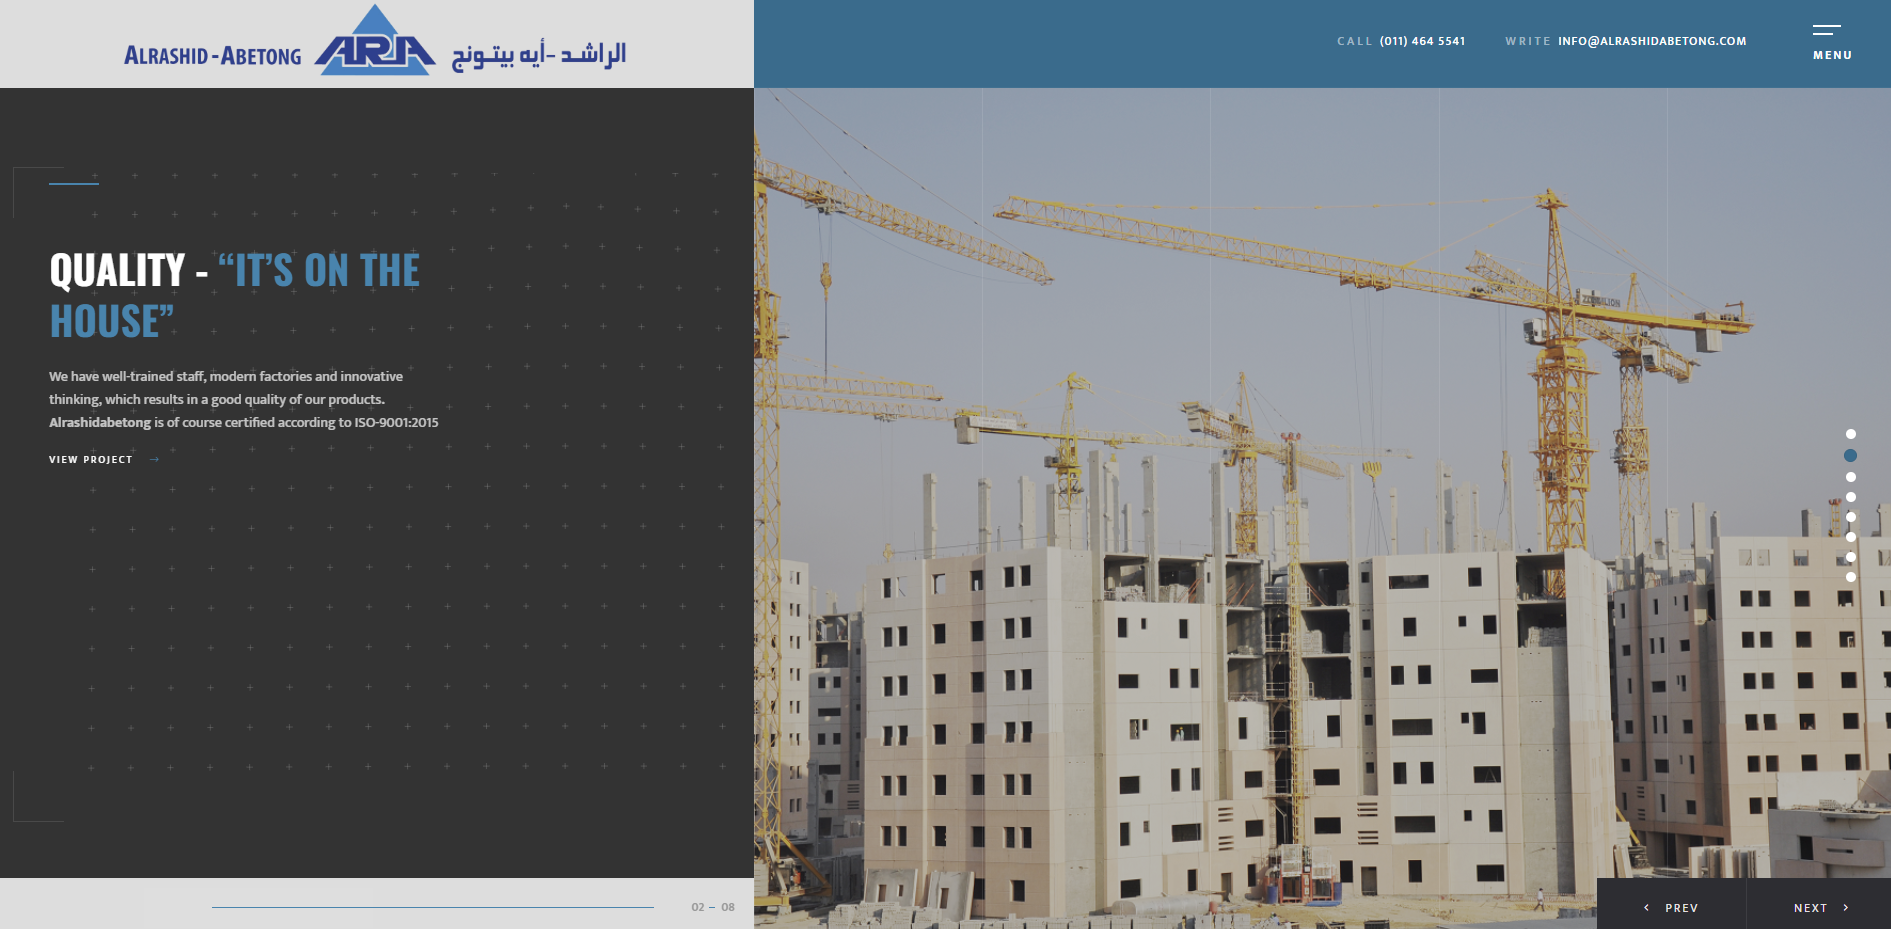 ALRASHID - ABETONG
ARA
الراشد -أيه بيتونج
CALL (011) 464 5541
WRITE INFO@ALRASHIDABETONG.COM
MENU
QUALITY - “IT’S ON THE
HOUSE”
We have well-trained staff, modern factories and innovative
thinking, which results in a good quality of our products.
Alrashidabetong is of course certified according to ISO-9001:2015
VIEW PROJECT →
02 – 08
‹ PREV
NEXT ›